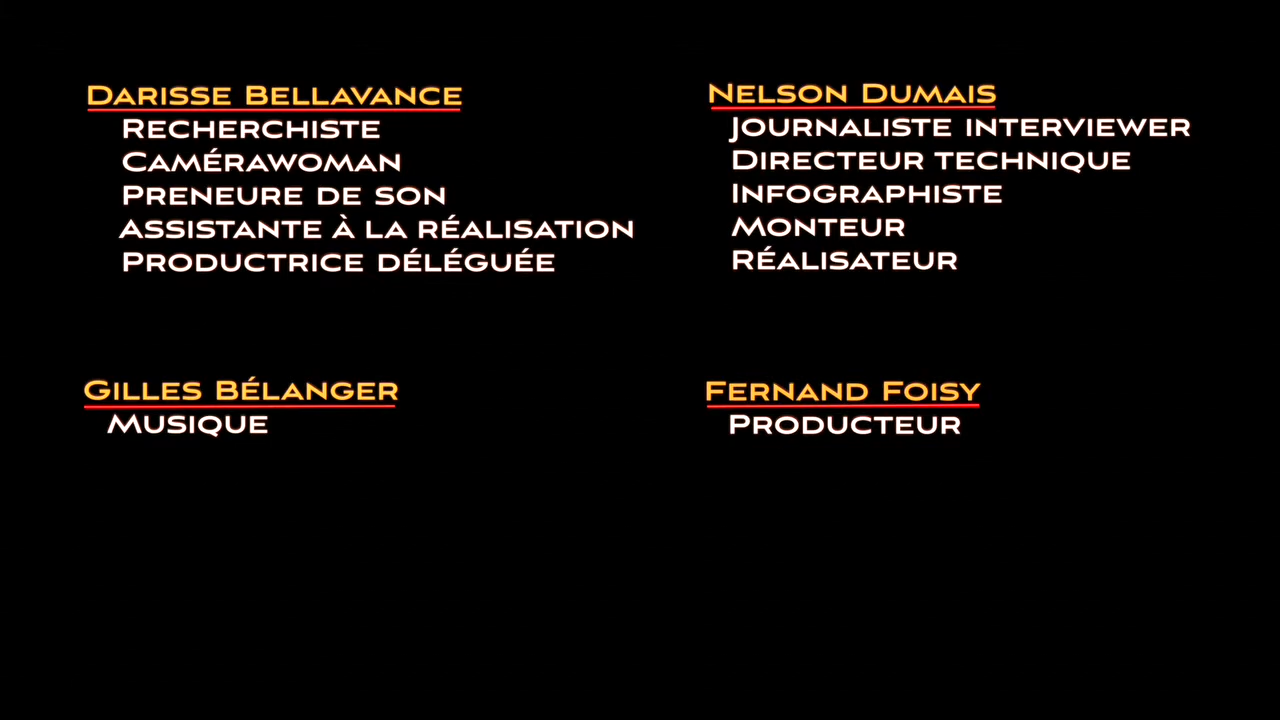 Darisse Bellavance
Recherchiste
Camérawoman
Preneure de son
Assistante à la réalisation
Productrice déléguée
Nelson Dumais
Journaliste interviewer
Directeur technique
Infographiste
Monteur
Réalisateur
Gilles Bélanger
Musique
Fernand Foisy
Producteur